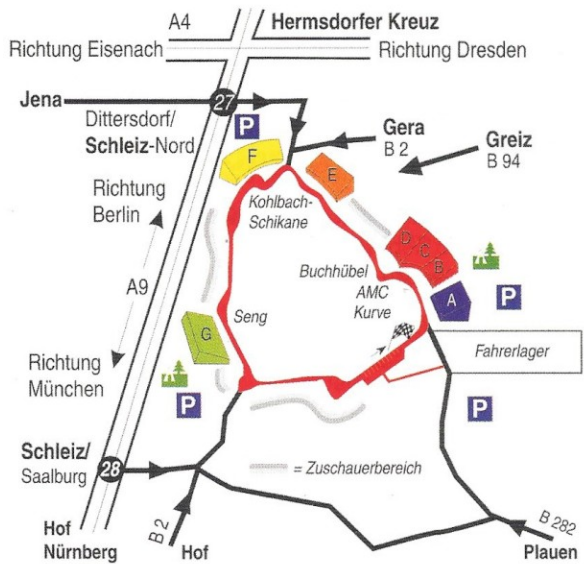 A4
Hermsdorfer Kreuz
Richtung Eisenach
Richtung Dresden
Jena
27
Dittersdorf/
Schleiz-Nord
P
Gera
B 2
Greiz
B 94
F
E
Richtung
Berlin
Kohlbach-
Schikane
D
C
B
A
Buchhübel
AMC
Kurve
P
A9
Seng
G
Fahrerlager
Richtung
München
P
P
Schleiz/
Saalburg
28
= Zuschauerbereich
Hof
Nürnberg
B 2
Hof
B 282
Plauen